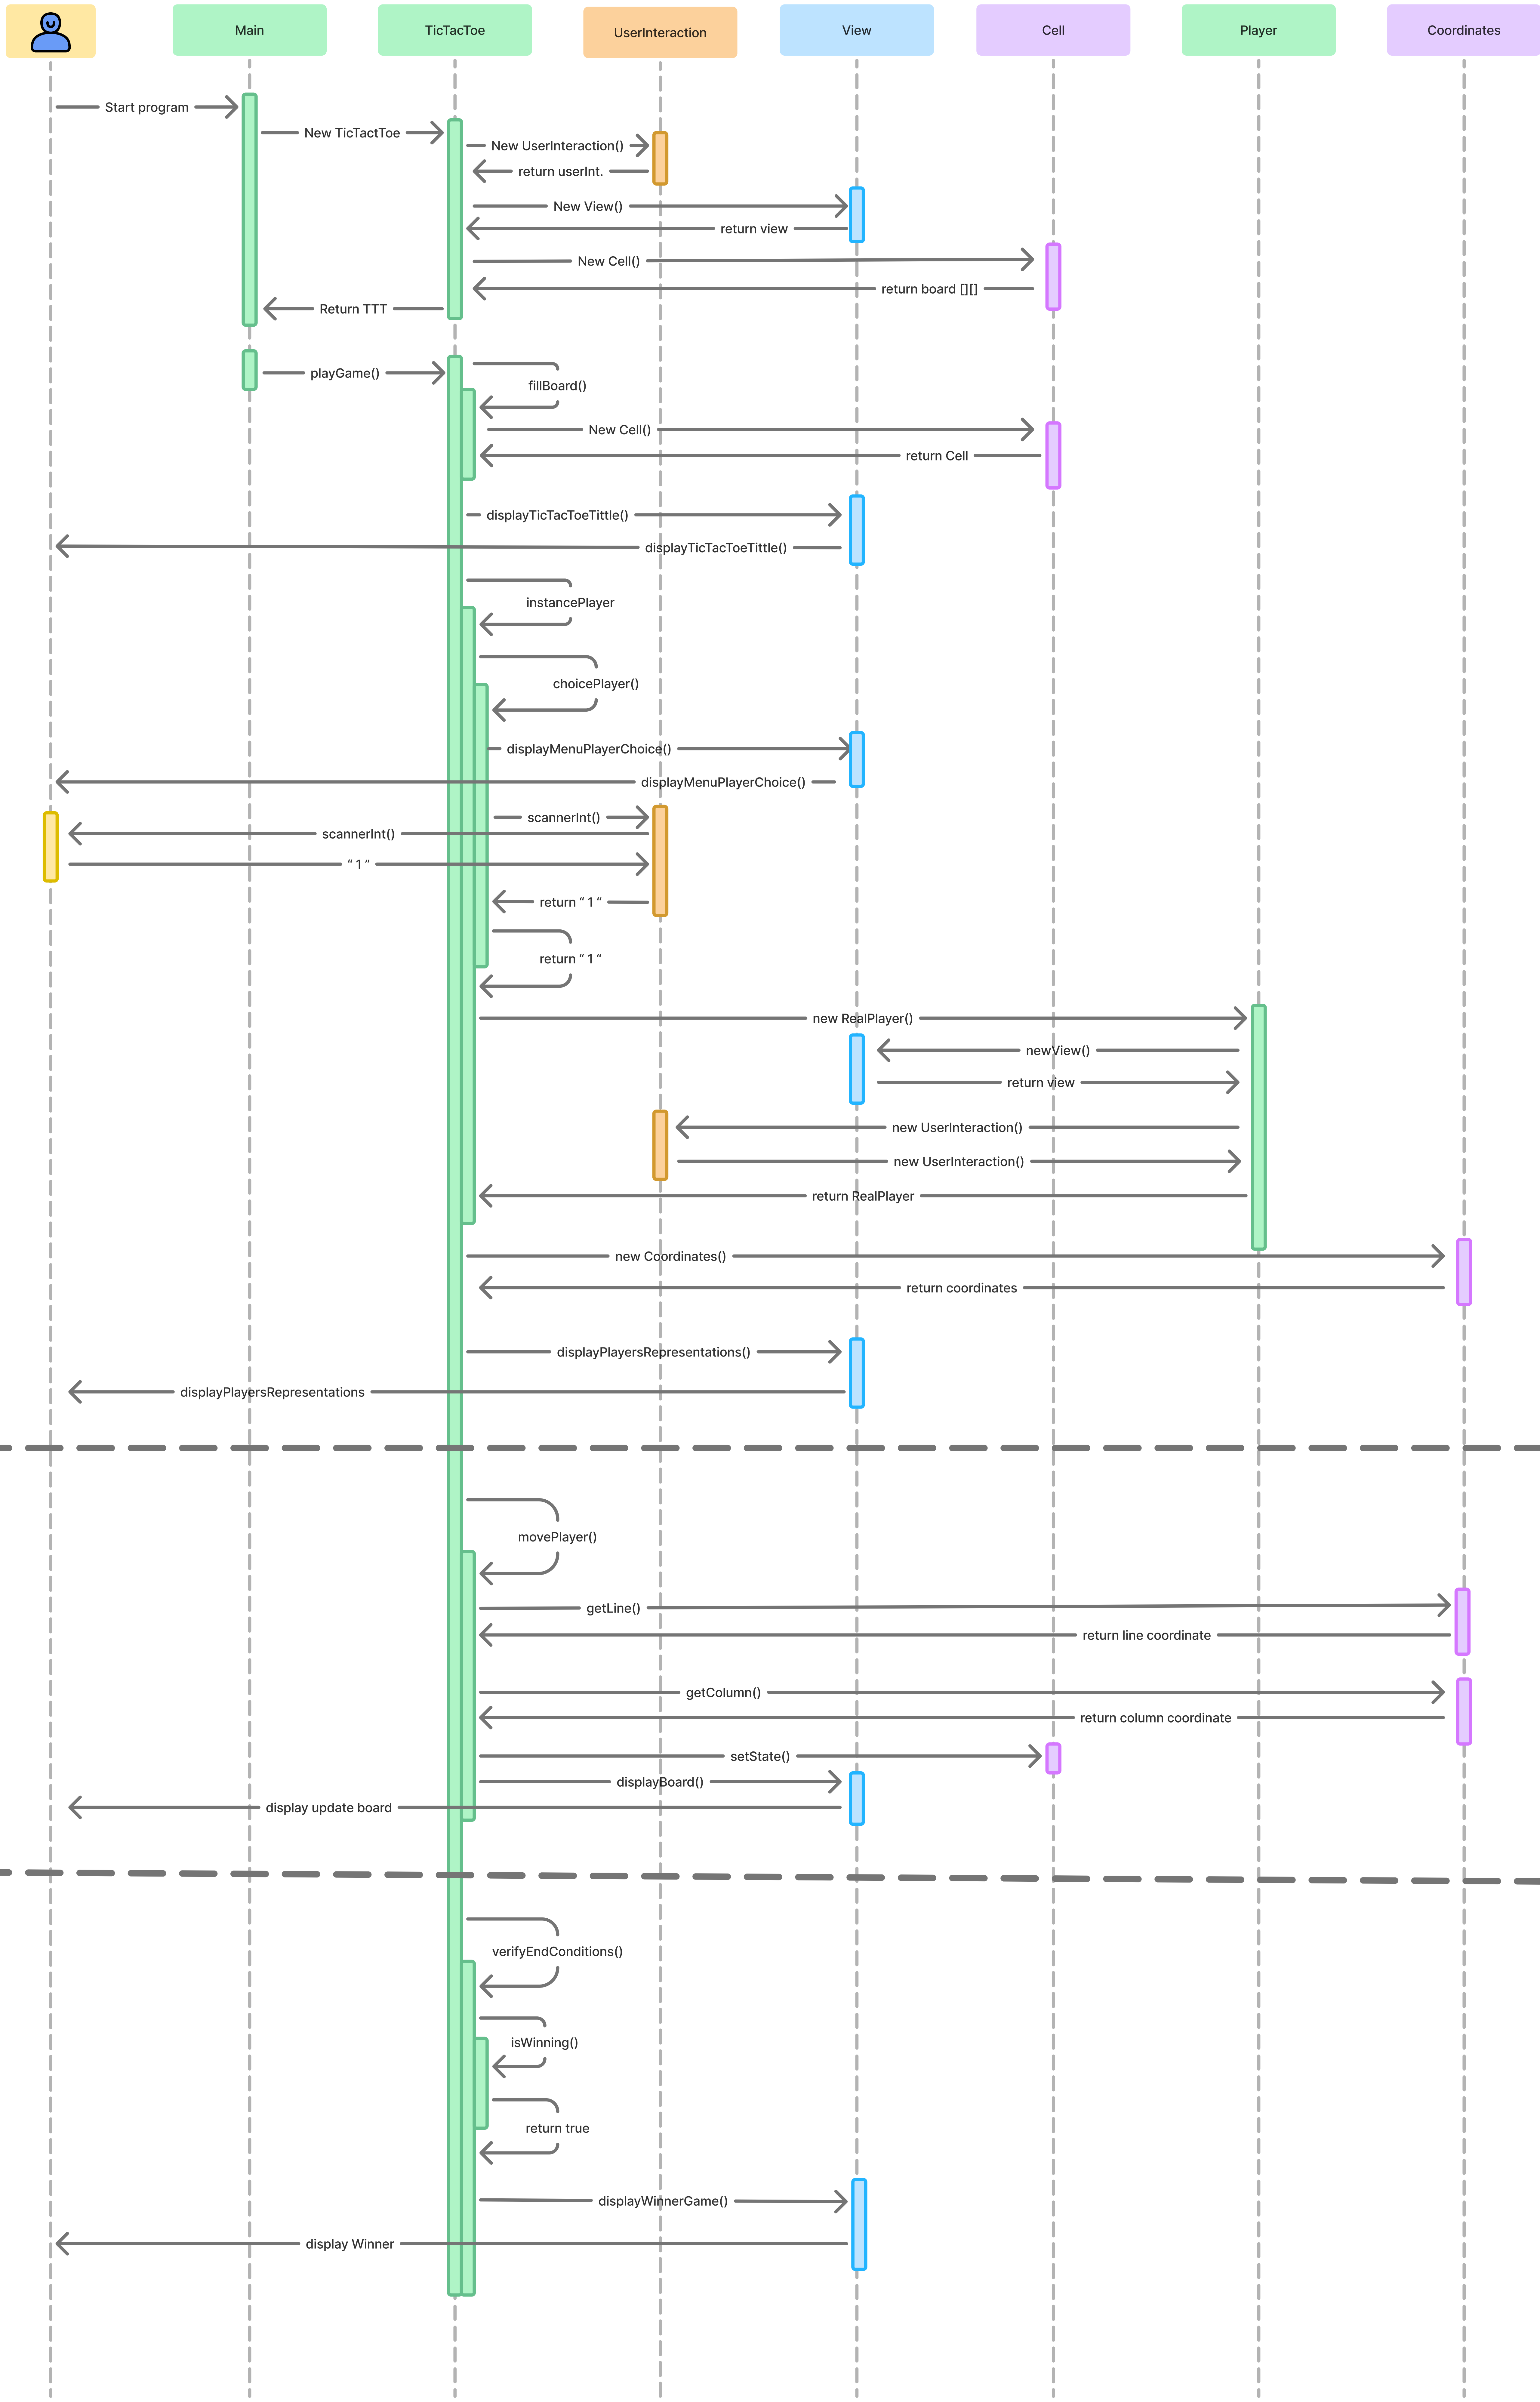 Main
TicTacToe
UserInteraction
View
Cell
Player
Coordinates
Start program
New TicTactToe
New UserInteraction()
return userInt.
New View()
return view
New Cell()
return board [][]
Return TTT
playGame()
fillBoard()
New Cell()
return Cell
displayTicTacToeTittle()
displayTicTacToeTittle()
instancePlayer
choicePlayer()
displayMenuPlayerChoice()
displayMenuPlayerChoice()
scannerInt()
scannerInt()
“ 1 ”
return “ 1 “
return “ 1 “
new RealPlayer()
newView()
return view
new UserInteraction()
new UserInteraction()
return RealPlayer
new Coordinates()
return coordinates
displayPlayersRepresentations()
displayPlayersRepresentations
movePlayer()
getLine()
return line coordinate
getColumn()
return column coordinate
setState()
displayBoard()
display update board
verifyEndConditions()
isWinning()
return true
displayWinnerGame()
display Winner